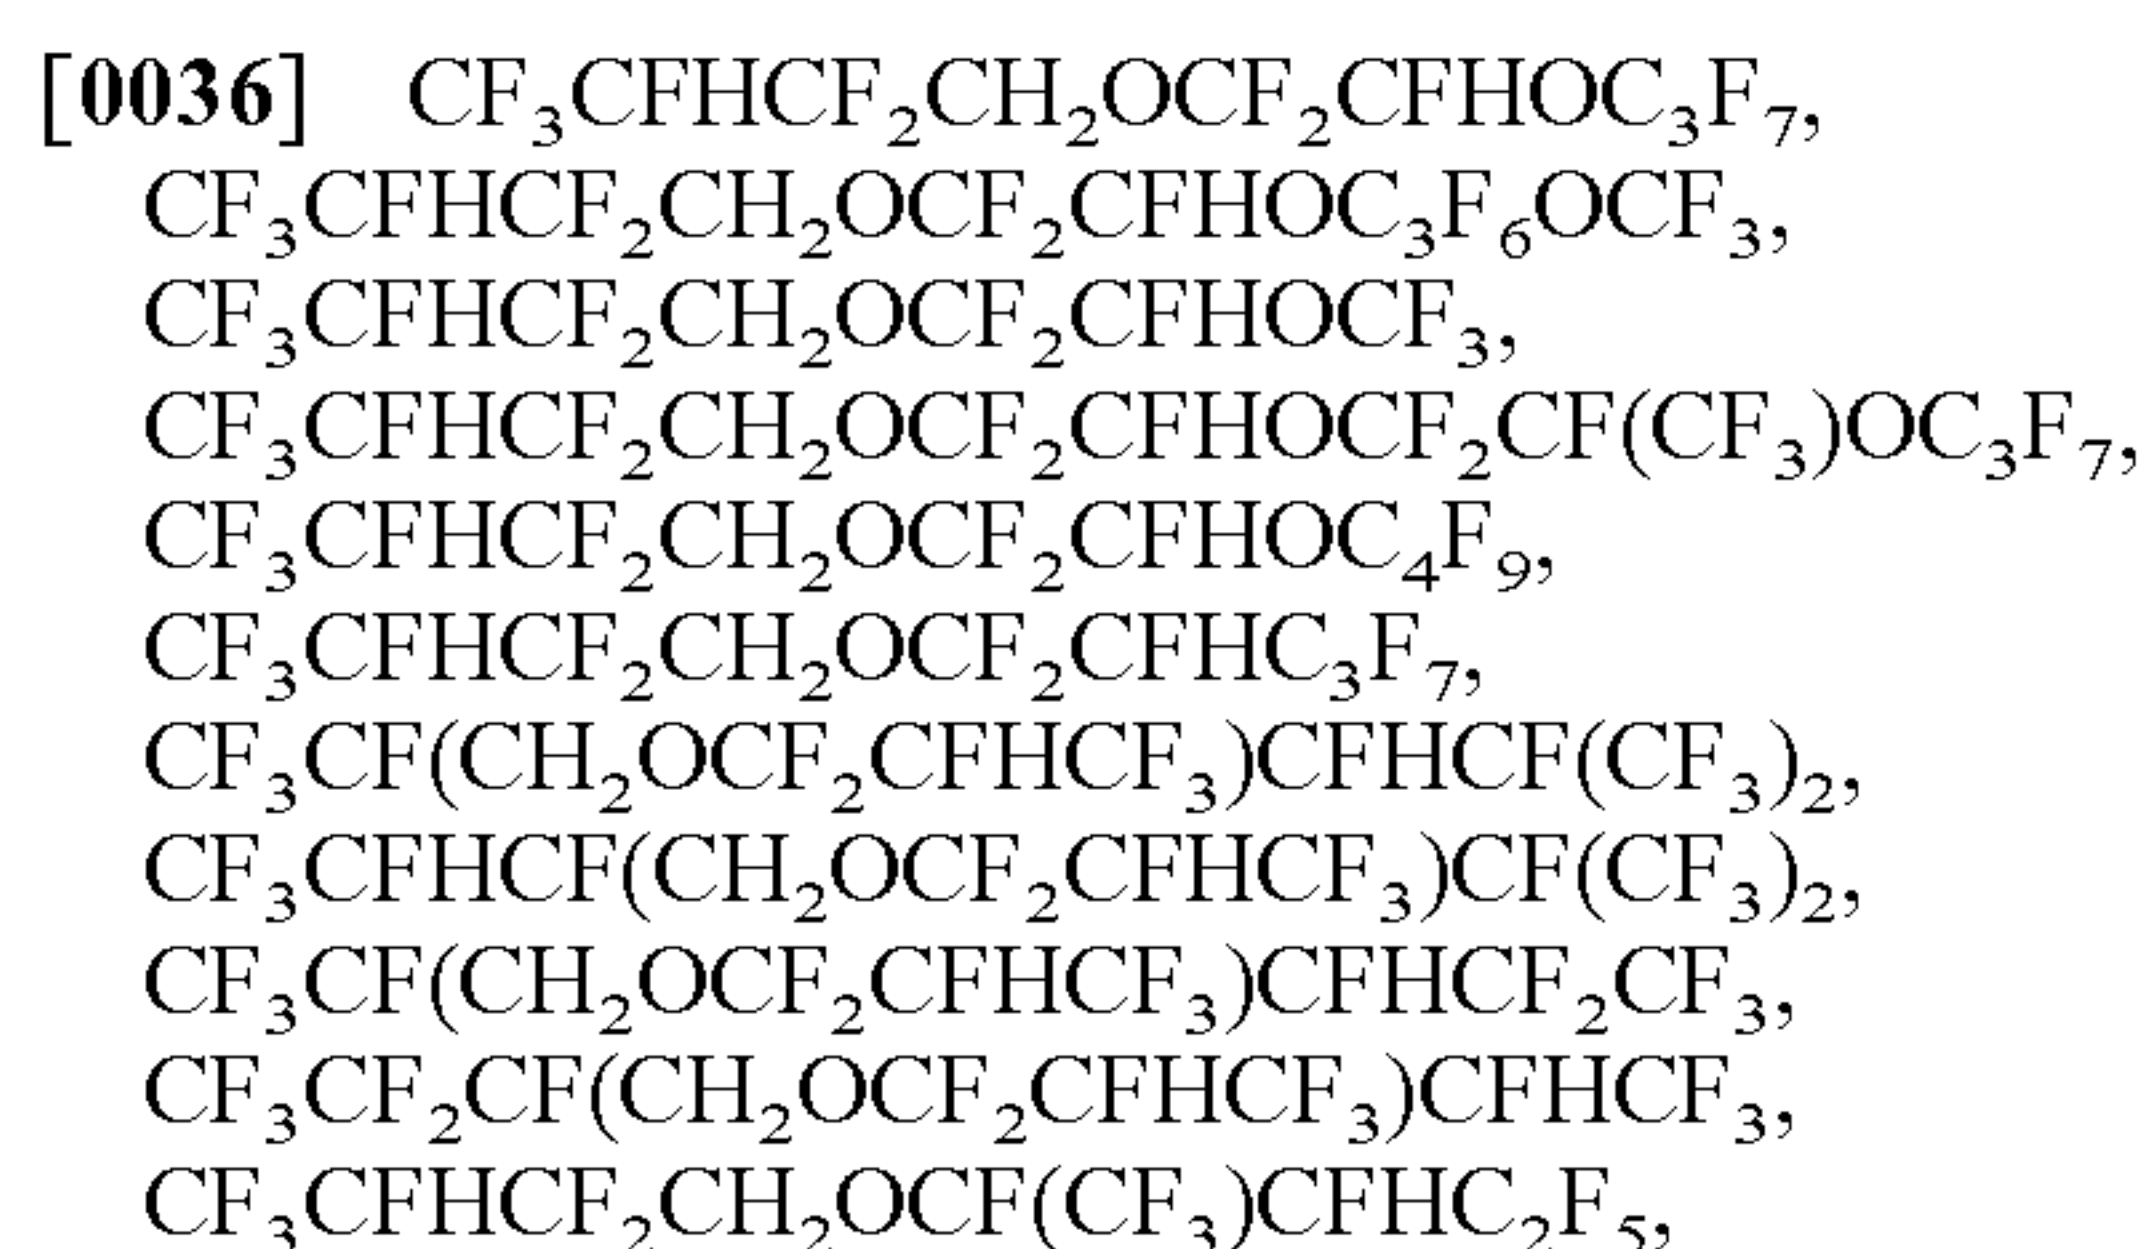 [0036] CF₃CFHCF₂CH₂OCF₂CFHOC₃F₇,
CF₃CFHCF₂CH₂OCF₂CFHOC₃F₆OCF₃,
CF₃CFHCF₂CH₂OCF₂CFHOCF₃,
CF₃CFHCF₂CH₂OCF₂CFHOCF₂CF(CF₃)OC₃F₇,
CF₃CFHCF₂CH₂OCF₂CFHOC₄F₉,
CF₃CFHCF₂CH₂OCF₂CFHC₃F₇,
CF₃CF(CH₂OCF₂CFHCF₃)CFHCF(CF₃)₂,
CF₃CFHCF(CH₂OCF₂CFHCF₃)CF(CF₃)₂,
CF₃CF(CH₂OCF₂CFHCF₃)CFHCF₂CF₃,
CF₃CF₂CF(CH₂OCF₂CFHCF₃)CFHCF₃,
CF₃CFHCF₂CH₂OCF(CF₃)CFHC₂F₅,